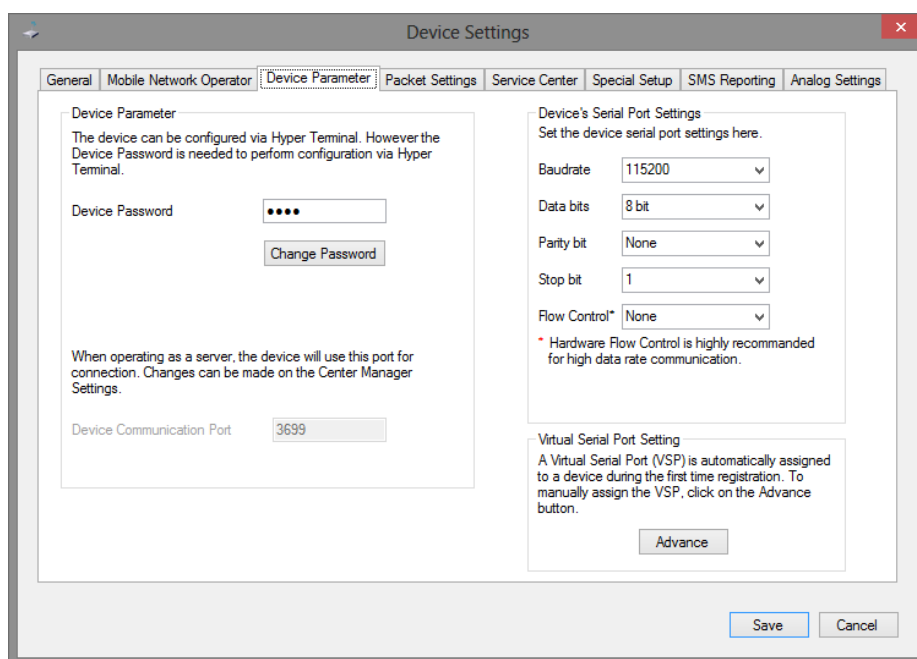 Device Settings
General Mobile Network Operator Device Parameter Packet Settings Service Center Special Setup SMS Reporting Analog Settings
Device Parameter
The device can be configured via Hyper Terminal. However the
Device Password is needed to perform configuration via Hyper
Terminal.
Device Password ●●●●
Change Password
When operating as a server, the device will use this port for
connection. Changes can be made on the Center Manager
Settings.
Device Communication Port 3699
Device's Serial Port Settings
Set the device serial port settings here.
Baudrate 115200
Data bits 8 bit
Parity bit None
Stop bit 1
Flow Control* None
* Hardware Flow Control is highly recommanded
for high data rate communication.
Virtual Serial Port Setting
A Virtual Serial Port (VSP) is automatically assigned
to a device during the first time registration. To
manually assign the VSP, click on the Advance
button.
Advance
Save Cancel